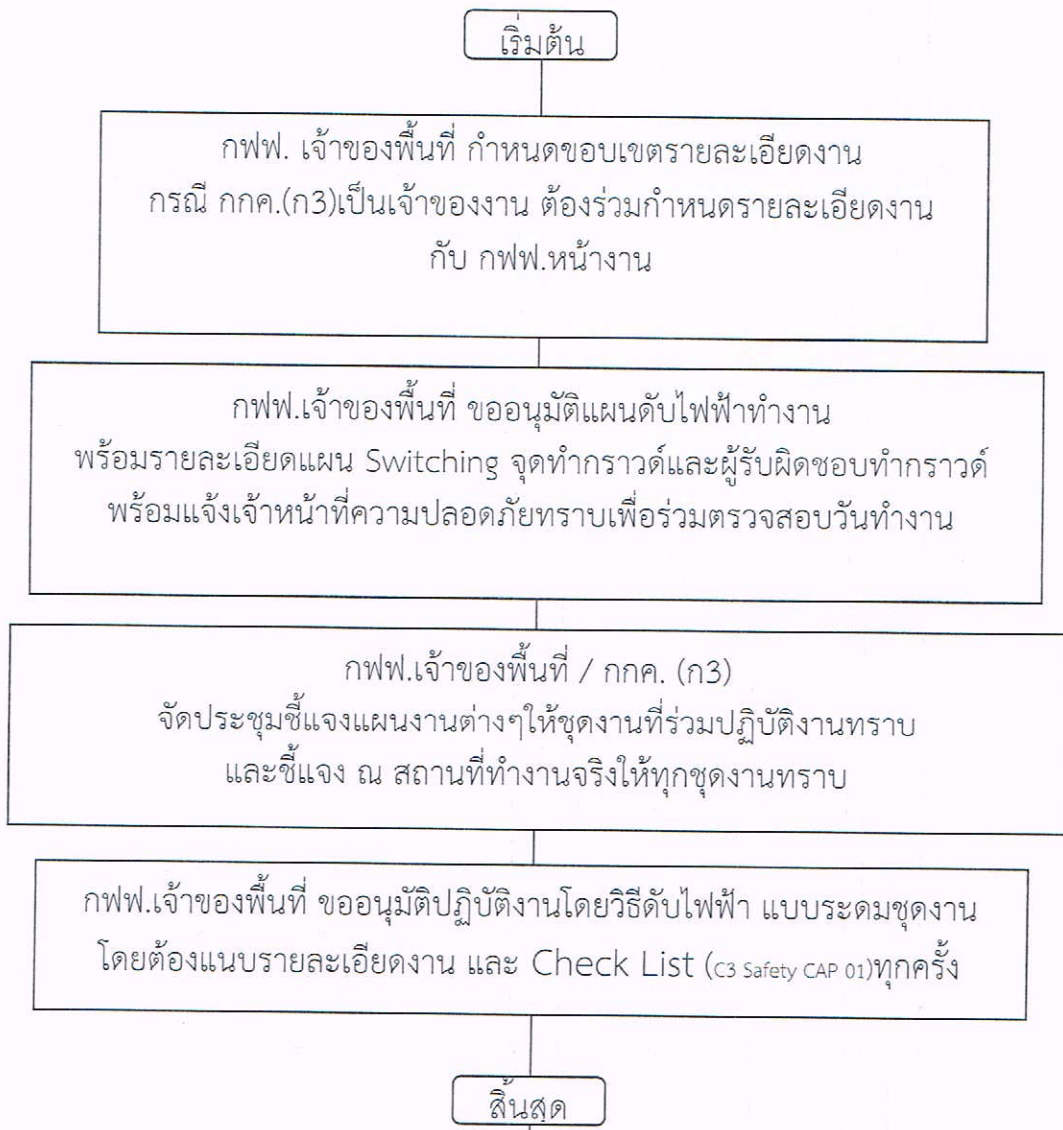 เริ่มต้น
กฟฟ. เจ้าของพื้นที่ กำหนดขอบเขตรายละเอียดงาน
กรณี กกค.(ก3)เป็นเจ้าของงาน ต้องร่วมกำหนดรายละเอียดงาน
กับ กฟฟ.หน้างาน
กฟฟ.เจ้าของพื้นที่ ขออนุมัติแผนดับไฟฟ้าทำงาน
พร้อมรายละเอียดแผน Switching จุดทำกราวด์และผู้รับผิดชอบทำกราวด์
พร้อมแจ้งเจ้าหน้าที่ความปลอดภัยทราบเพื่อร่วมตรวจสอบวันทำงาน
กฟฟ.เจ้าของพื้นที่ / กกค. (ก3)
จัดประชุมชี้แจงแผนงานต่างๆให้ชุดงานที่ร่วมปฏิบัติงานทราบ
และชี้แจง ณ สถานที่ทำงานจริงให้ทุกชุดงานทราบ
กฟฟ.เจ้าของพื้นที่ ขออนุมัติปฏิบัติงานโดยวิธีดับไฟฟ้า แบบระดมชุดงาน
โดยต้องแนบรายละเอียดงาน และ Check List (C3 Safety CAP 01)ทุกครั้ง
สิ้นสุด